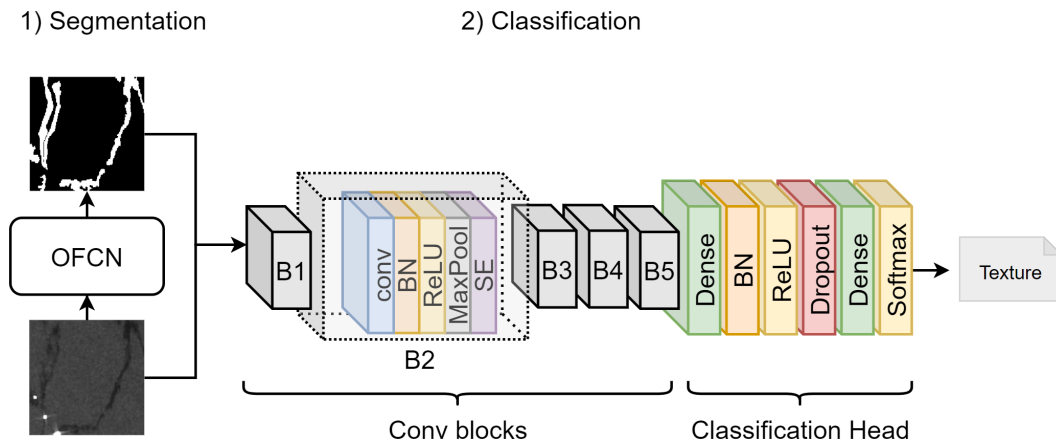 1) Segmentation
2) Classification
OFCN
B1
conv
BN
ReLU
MaxPool
SE
B2
B3
B4
B5
Dense
BN
ReLU
Dropout
Dense
Softmax
Texture
Conv blocks
Classification Head